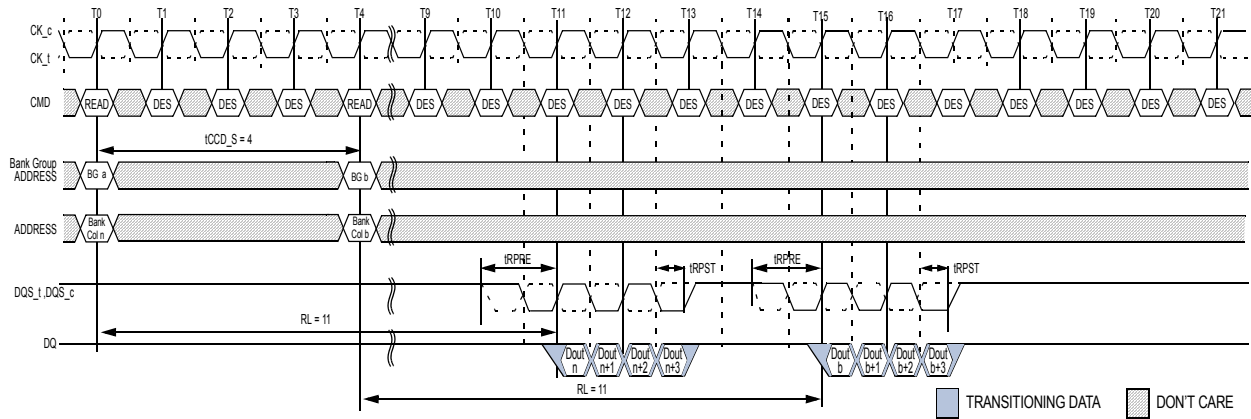 T0 T1 T2 T3 T4 T9 T10 T11 T12 T13 T14 T15 T16 T17 T18 T19 T20 T21
CK_c
CK_t
CMD READ DES DES DES READ DES DES DES DES DES DES DES DES DES DES DES DES DES
tCCD_S = 4
Bank Group
ADDRESS
BG a BG b
ADDRESS
Bank
Col n
Bank
Col b
tRPRE tRPST tRPRE tRPST
DQS_t ,DQS_c
RL = 11
DQ
Dout
n
Dout
n+1
Dout
n+2
Dout
n+3
Dout
b
Dout
b+1
Dout
b+2
Dout
b+3
RL = 11
TRANSITIONING DATA DON'T CARE